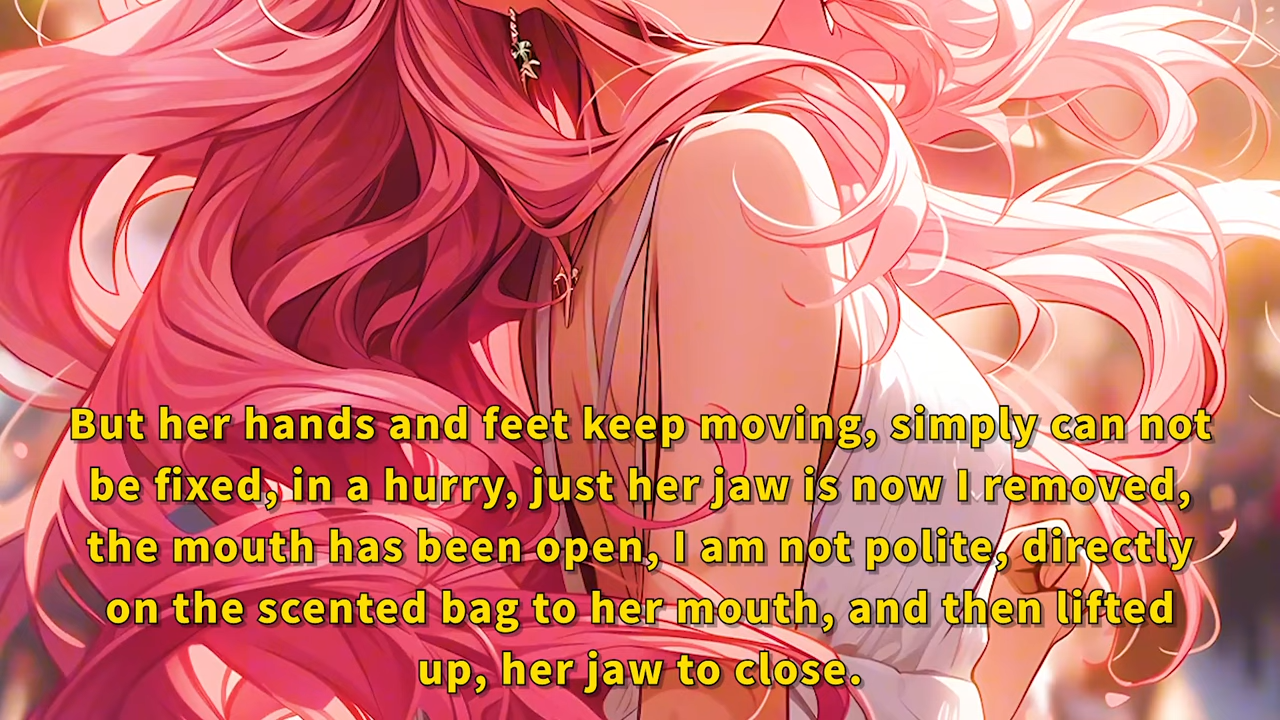 But her hands and feet keep moving, simply can not
be fixed, in a hurry, just her jaw is now I removed,
the mouth has been open, I am not polite, directly
on the scented bag to her mouth, and then lifted
up, her jaw to close.